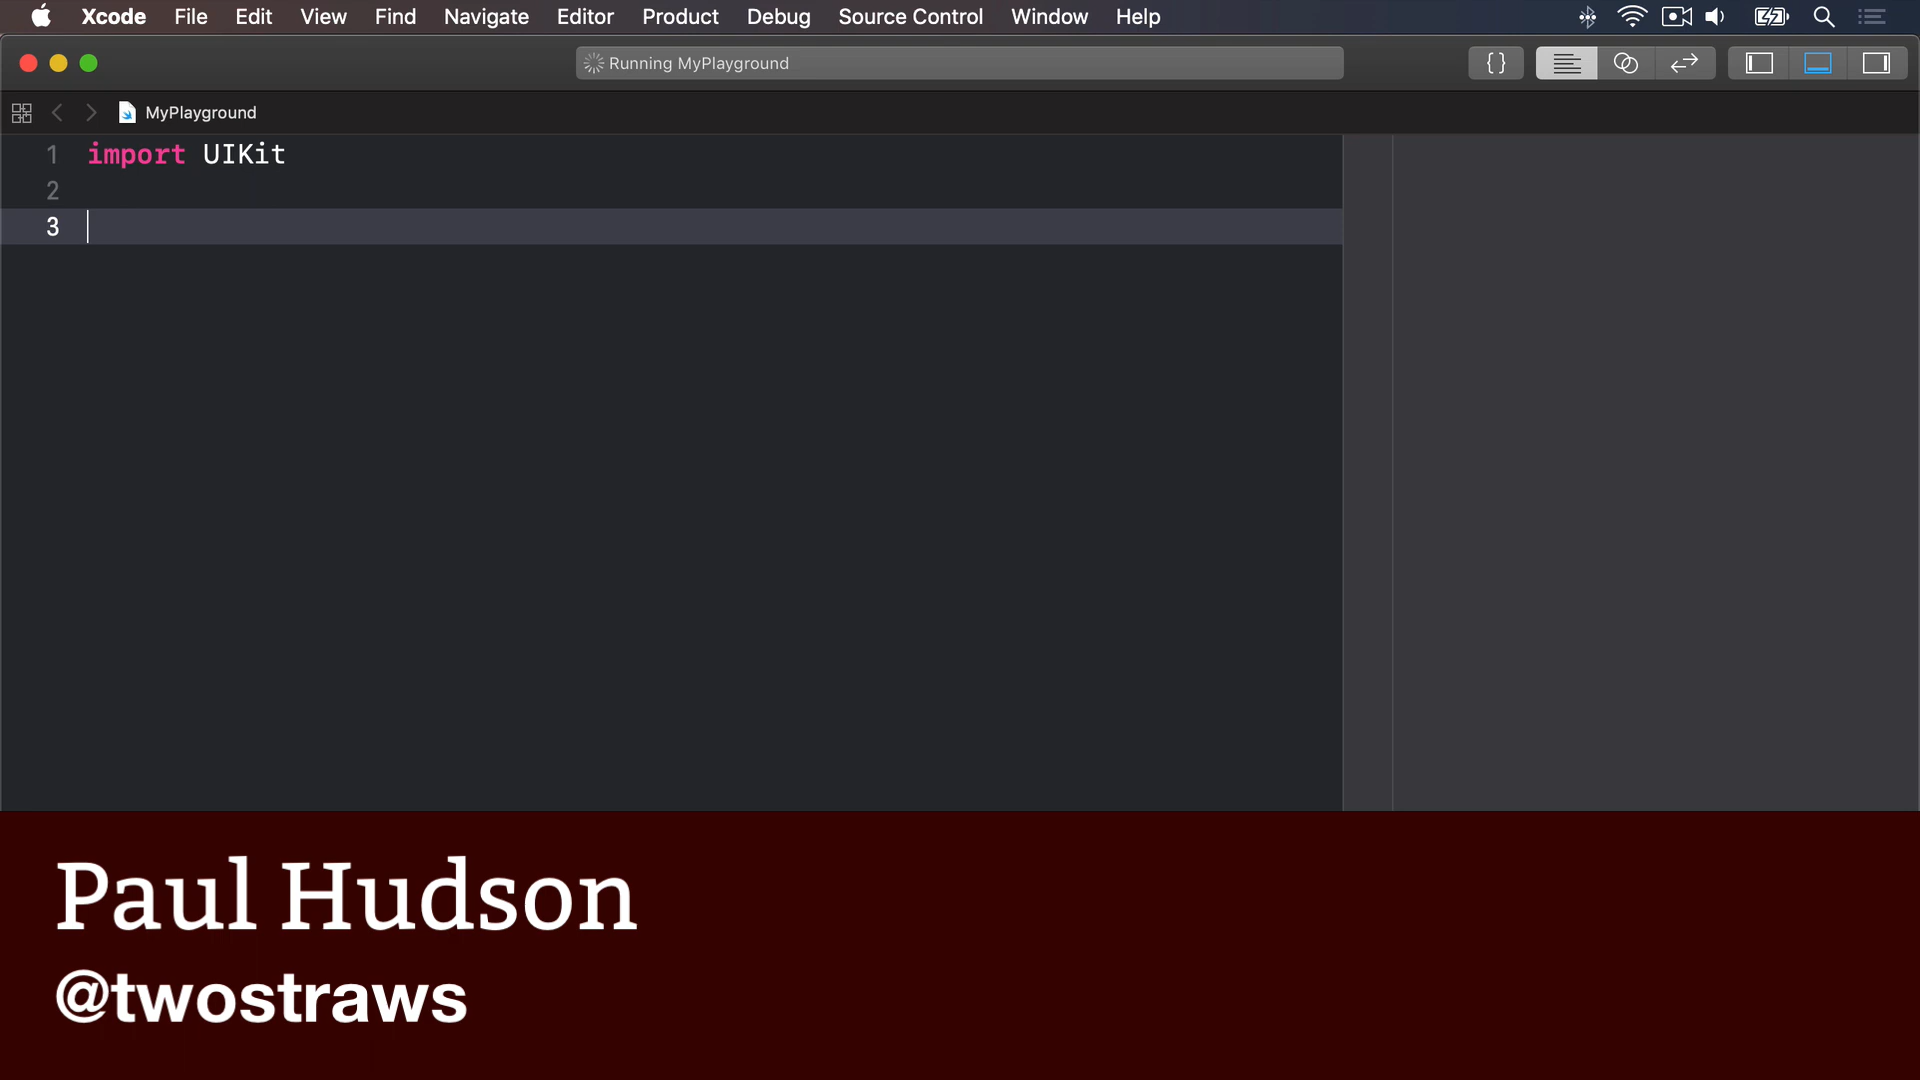 Xcode File Edit View Find Navigate Editor Product Debug Source Control Window Help
Running MyPlayground
{}
MyPlayground
1 import UIKit
2
3
Paul Hudson
@twostraws